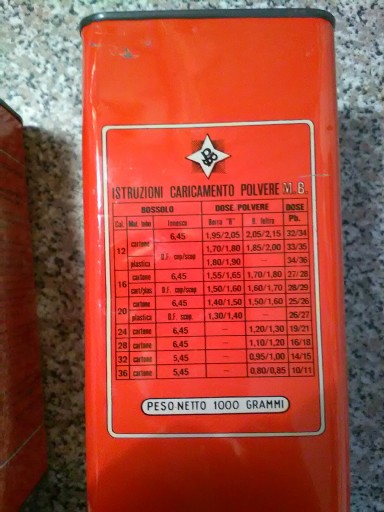 ISTRUZIONI CARICAMENTO POLVERE M.B.
BOSSOLO DOSE. POLVERE DOSE Pb.
Cal. Mat. tubo Innesco Borra "G" B. feltro
12 cartone 6,45 1,95/2,05 2,05/2,15 32/34
D.F. cop/scop 1,70/1,80 1,85/2,00 33/35
plastica 1,80/1,90 — 34/36
16 cartone 6,45 1,55/1,65 1,70/1,80 27/28
cart/plas D.F. cop/scop 1,50/1,60 1,60/1,70 28/29
20 cartone 6,45 1,40/1,50 1,50/1,60 25/26
plastica D.F. scop. 1,30/1,40 — 26/27
24 cartone 6,45 — 1,20/1,30 19/21
28 cartone 6,45 — 1,10/1,20 16/18
32 cartone 5,45 — 0,95/1,00 14/15
36 cartone 5,45 — 0,80/0,85 10/11
PESO NETTO 1000 GRAMMI